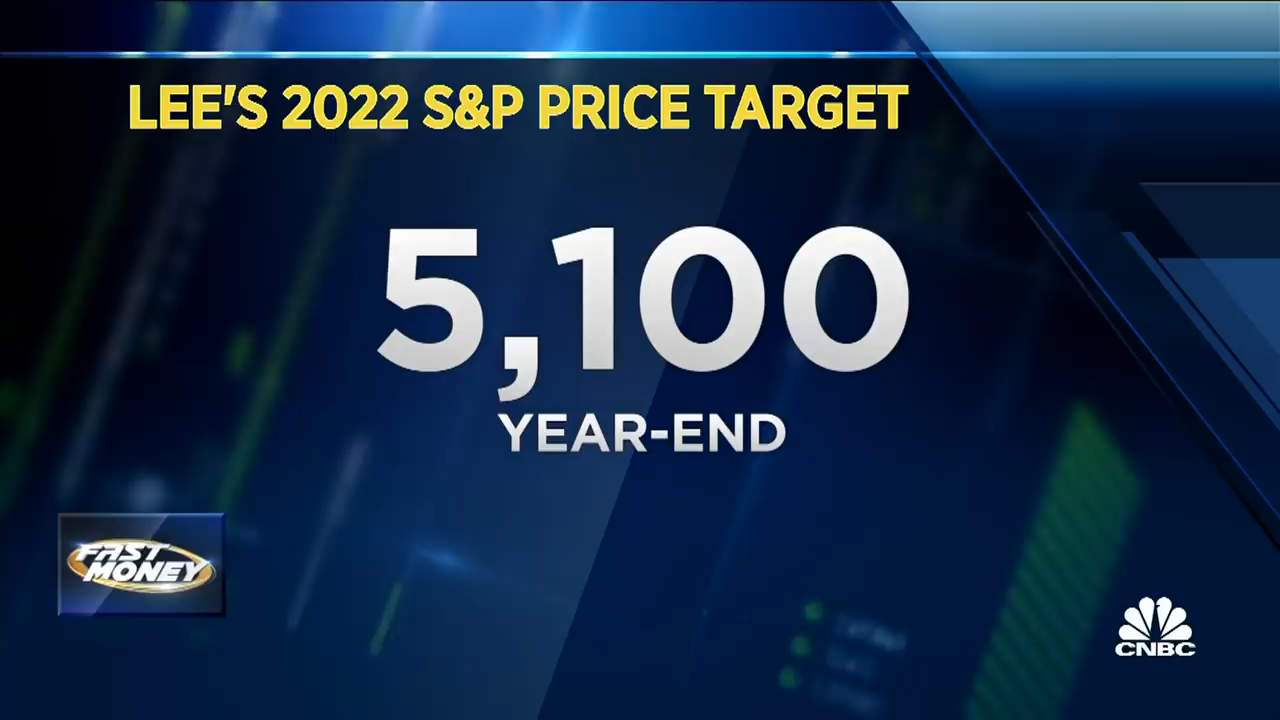 LEE'S 2022 S&P PRICE TARGET
5,100
YEAR-END
FAST
MONEY
CNBC